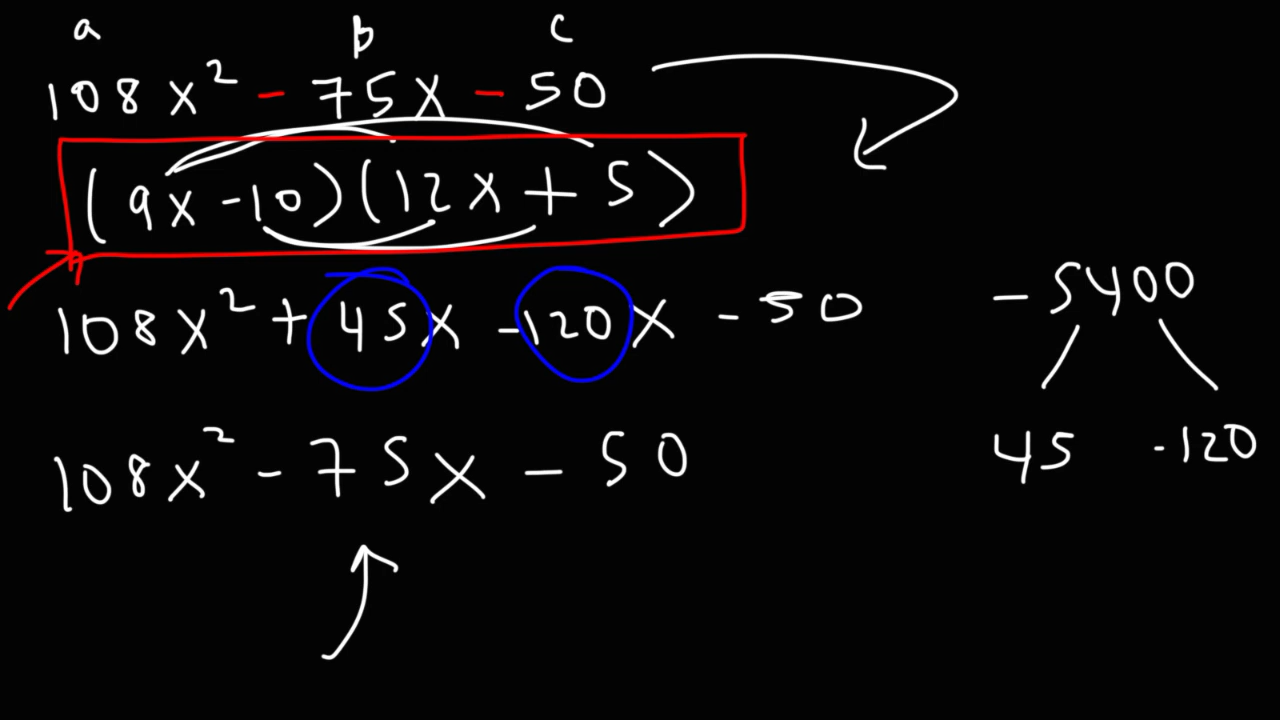 a b c
108x² - 75x - 50
(9x - 10)(12x + 5)
108x² + 45x - 120x - 50
108x² - 75x - 50
- 5400
45 -120